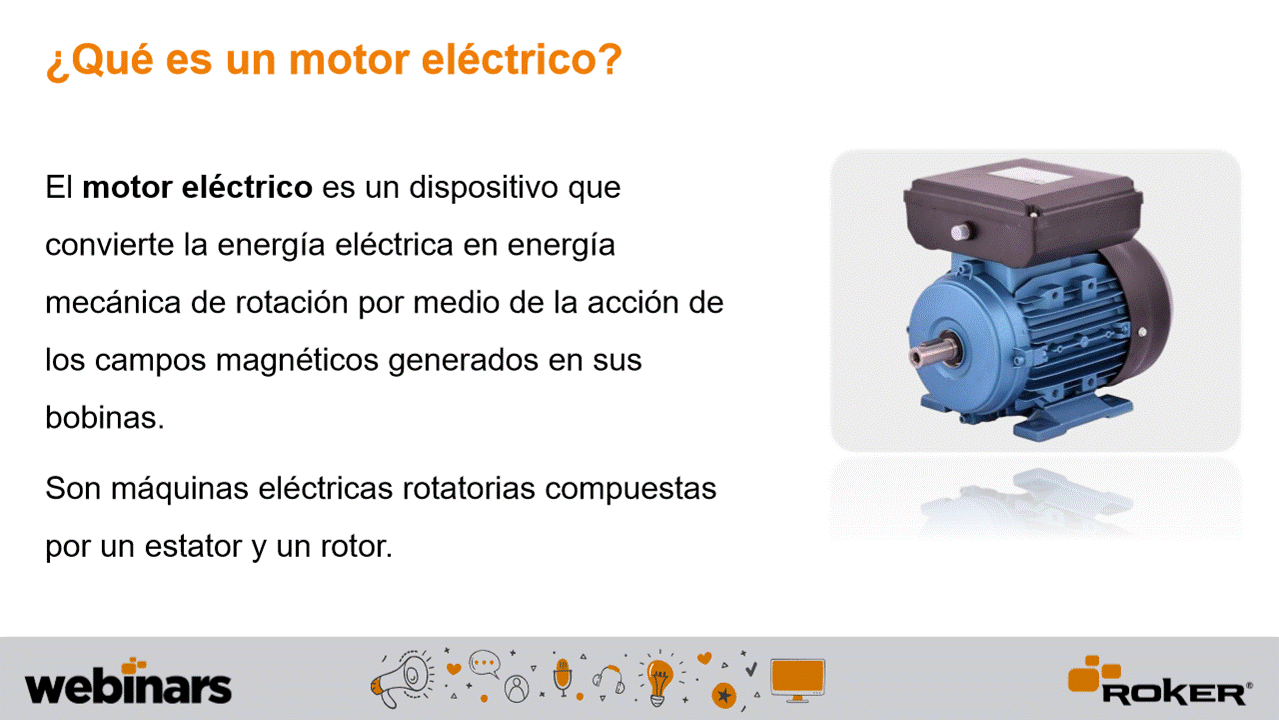 ¿Qué es un motor eléctrico?
El motor eléctrico es un dispositivo que
convierte la energía eléctrica en energía
mecánica de rotación por medio de la acción de
los campos magnéticos generados en sus
bobinas.
Son máquinas eléctricas rotatorias compuestas
por un estator y un rotor.
webinars
ROKER®